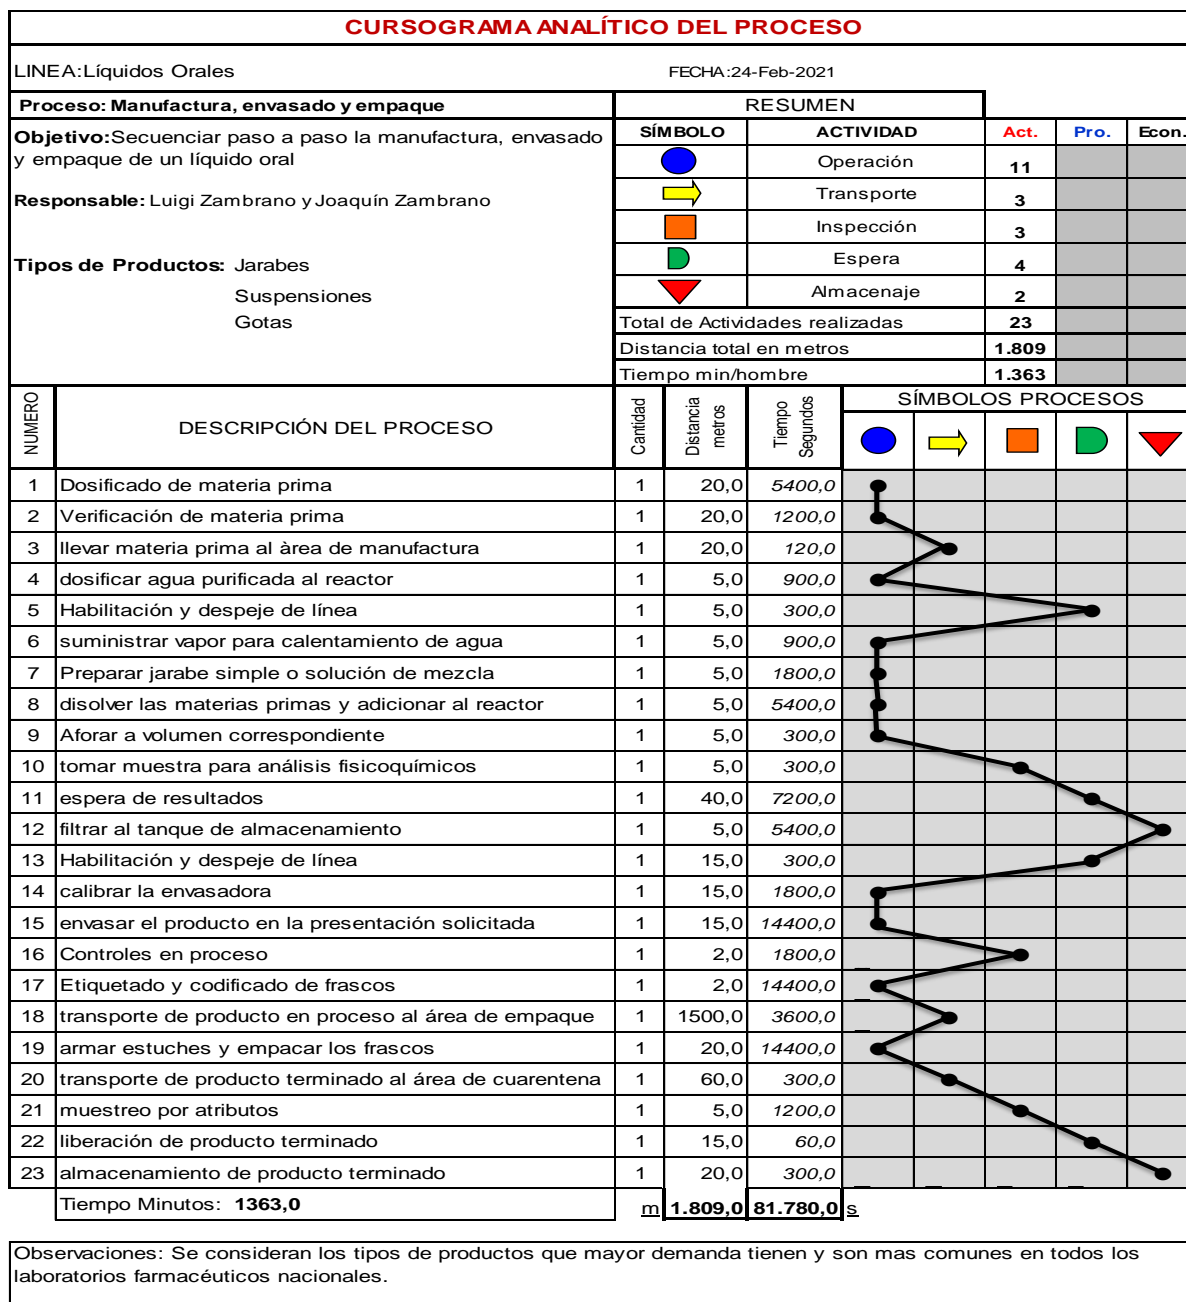 CURSOGRAMA ANALÍTICO DEL PROCESO
LINEA:Líquidos Orales FECHA:24-Feb-2021
Proceso: Manufactura, envasado y empaque RESUMEN
Objetivo:Secuenciar paso a paso la manufactura, envasado
y empaque de un líquido oral
Responsable: Luigi Zambrano y Joaquín Zambrano
Tipos de Productos: Jarabes
Suspensiones
Gotas
SÍMBOLO ACTIVIDAD Act. Pro. Econ.
Operación 11
Transporte 3
Inspección 3
Espera 4
Almacenaje 2
Total de Actividades realizadas 23
Distancia total en metros 1.809
Tiempo min/hombre 1.363
NUMERO DESCRIPCIÓN DEL PROCESO Cantidad Distancia metros Tiempo Segundos SÍMBOLOS PROCESOS
1 Dosificado de materia prima 1 20,0 5400,0
2 Verificación de materia prima 1 20,0 1200,0
3 llevar materia prima al àrea de manufactura 1 20,0 120,0
4 dosificar agua purificada al reactor 1 5,0 900,0
5 Habilitación y despeje de línea 1 5,0 300,0
6 suministrar vapor para calentamiento de agua 1 5,0 900,0
7 Preparar jarabe simple o solución de mezcla 1 5,0 1800,0
8 disolver las materias primas y adicionar al reactor 1 5,0 5400,0
9 Aforar a volumen correspondiente 1 5,0 300,0
10 tomar muestra para análisis fisicoquímicos 1 5,0 300,0
11 espera de resultados 1 40,0 7200,0
12 filtrar al tanque de almacenamiento 1 5,0 5400,0
13 Habilitación y despeje de línea 1 15,0 300,0
14 calibrar la envasadora 1 15,0 1800,0
15 envasar el producto en la presentación solicitada 1 15,0 14400,0
16 Controles en proceso 1 2,0 1800,0
17 Etiquetado y codificado de frascos 1 2,0 14400,0
18 transporte de producto en proceso al área de empaque 1 1500,0 3600,0
19 armar estuches y empacar los frascos 1 20,0 14400,0
20 transporte de producto terminado al área de cuarentena 1 60,0 300,0
21 muestreo por atributos 1 5,0 1200,0
22 liberación de producto terminado 1 15,0 60,0
23 almacenamiento de producto terminado 1 20,0 300,0
Tiempo Minutos: 1363,0 m 1.809,0 81.780,0 s
Observaciones: Se consideran los tipos de productos que mayor demanda tienen y son mas comunes en todos los
laboratorios farmacéuticos nacionales.